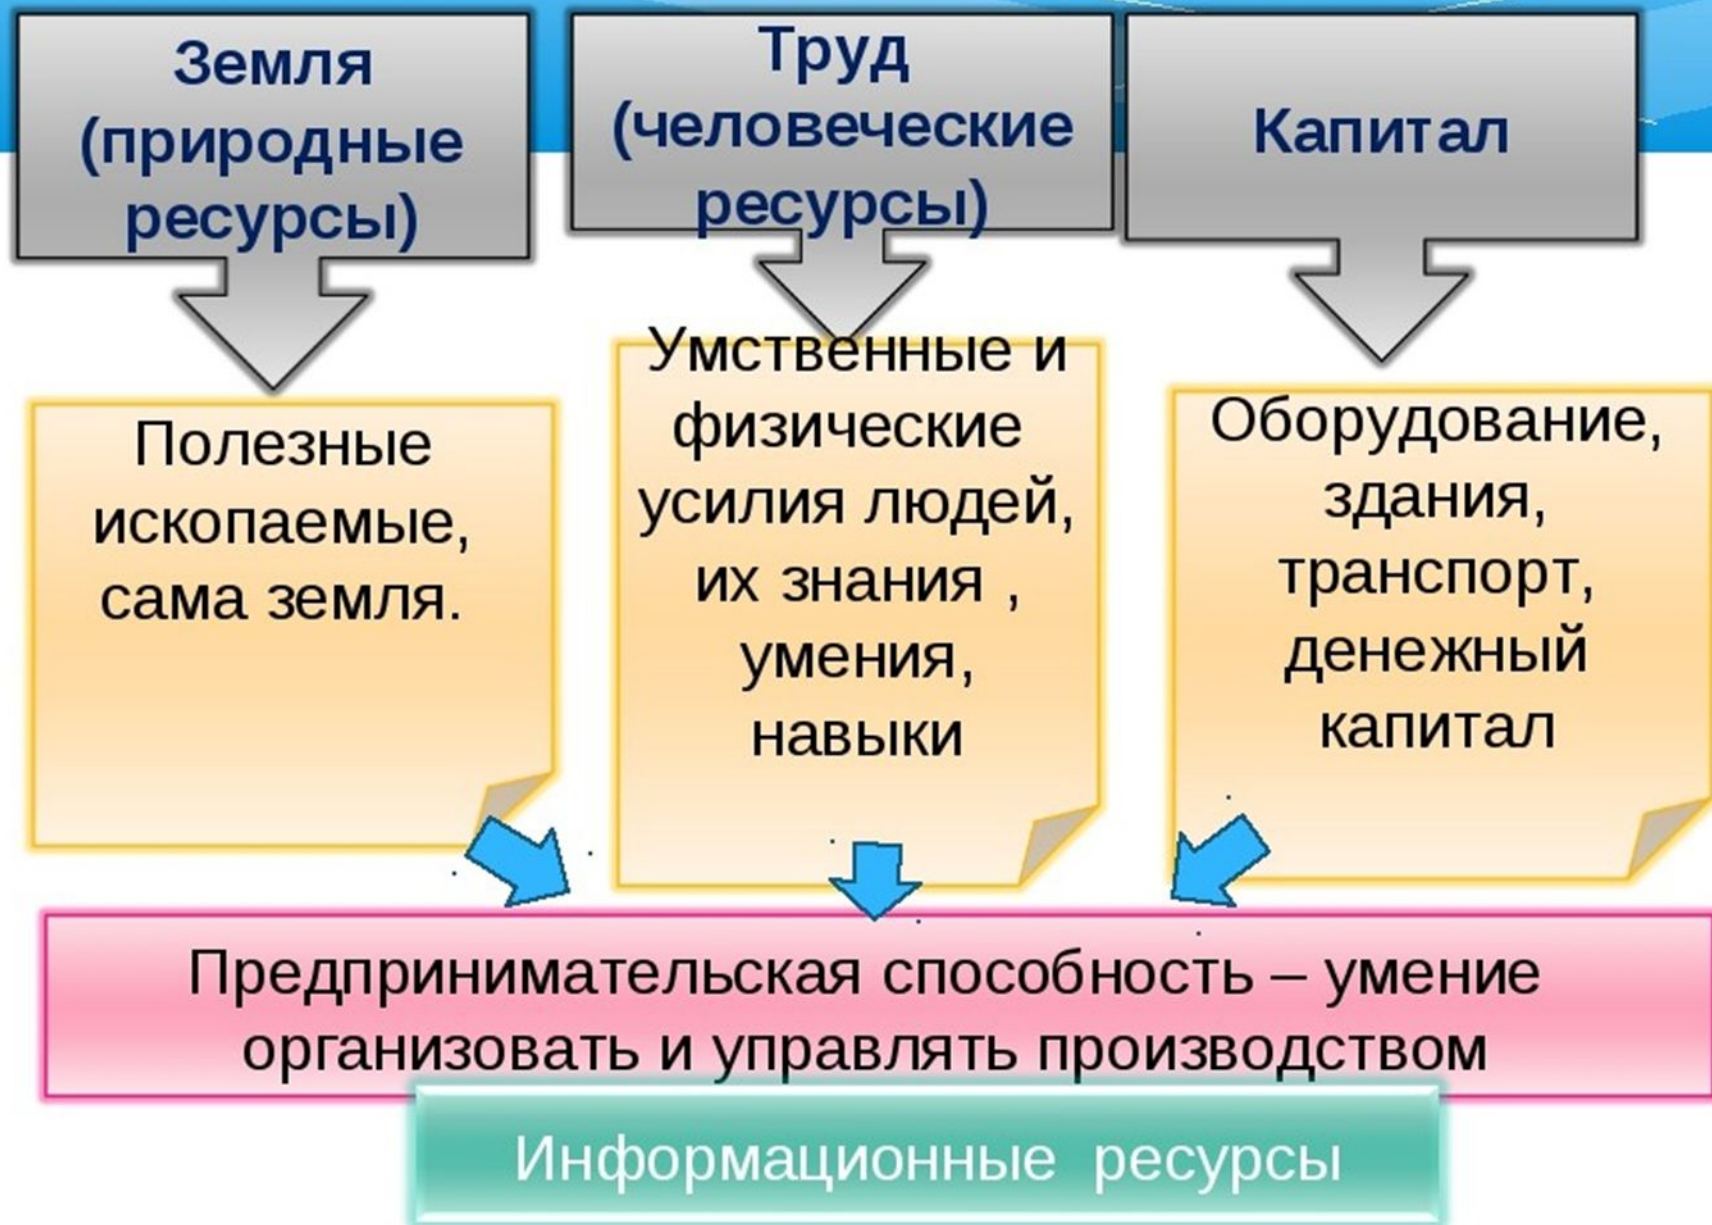 Земля
(природные
ресурсы)
Труд
(человеческие
ресурсы)
Капитал
Полезные
ископаемые,
сама земля.
Умственные и
физические
усилия людей,
их знания ,
умения,
навыки
Оборудование,
здания,
транспорт,
денежный
капитал
Предпринимательская способность – умение
организовать и управлять производством
Информационные ресурсы